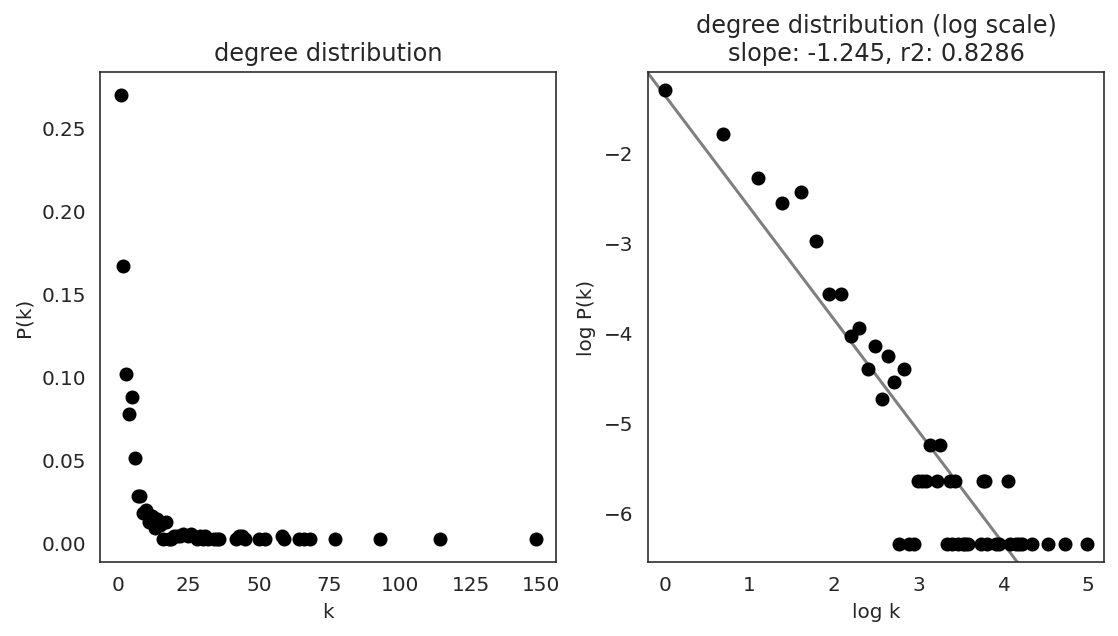 degree distribution
P(k)
0.25
0.20
0.15
0.10
0.05
0.00
0 25 50 75 100 125 150
k
degree distribution (log scale)
slope: -1.245, r2: 0.8286
log P(k)
−2
−3
−4
−5
−6
0 1 2 3 4 5
log k